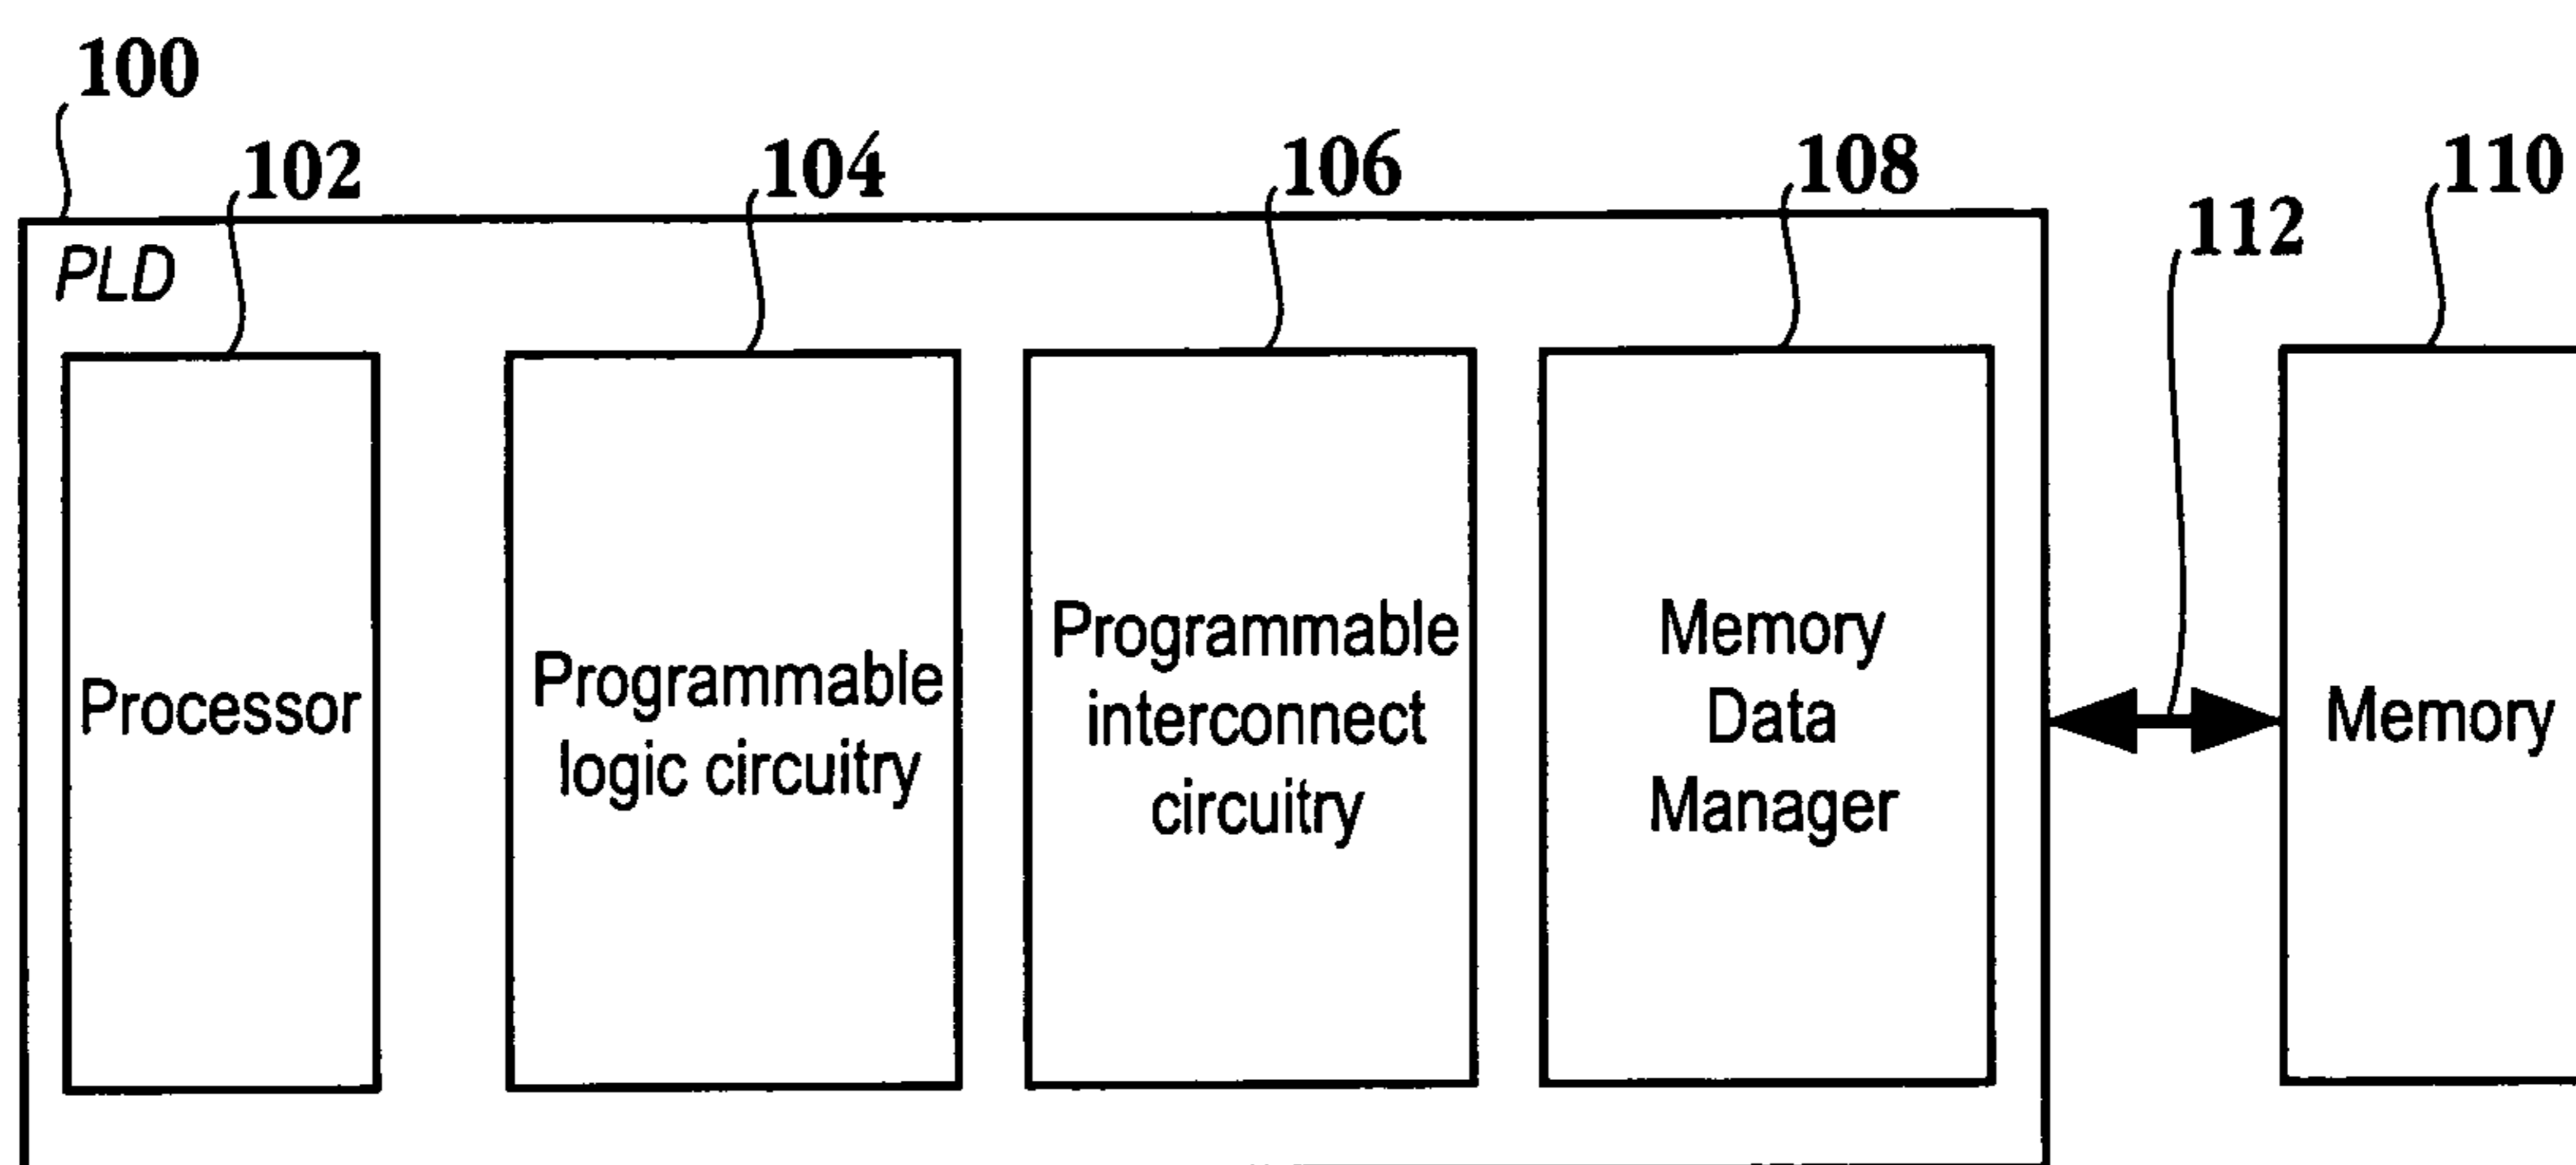 100
102
104
106
108
110
112
PLD
Processor
Programmable
logic circuitry
Programmable
interconnect
circuitry
Memory
Data
Manager
Memory